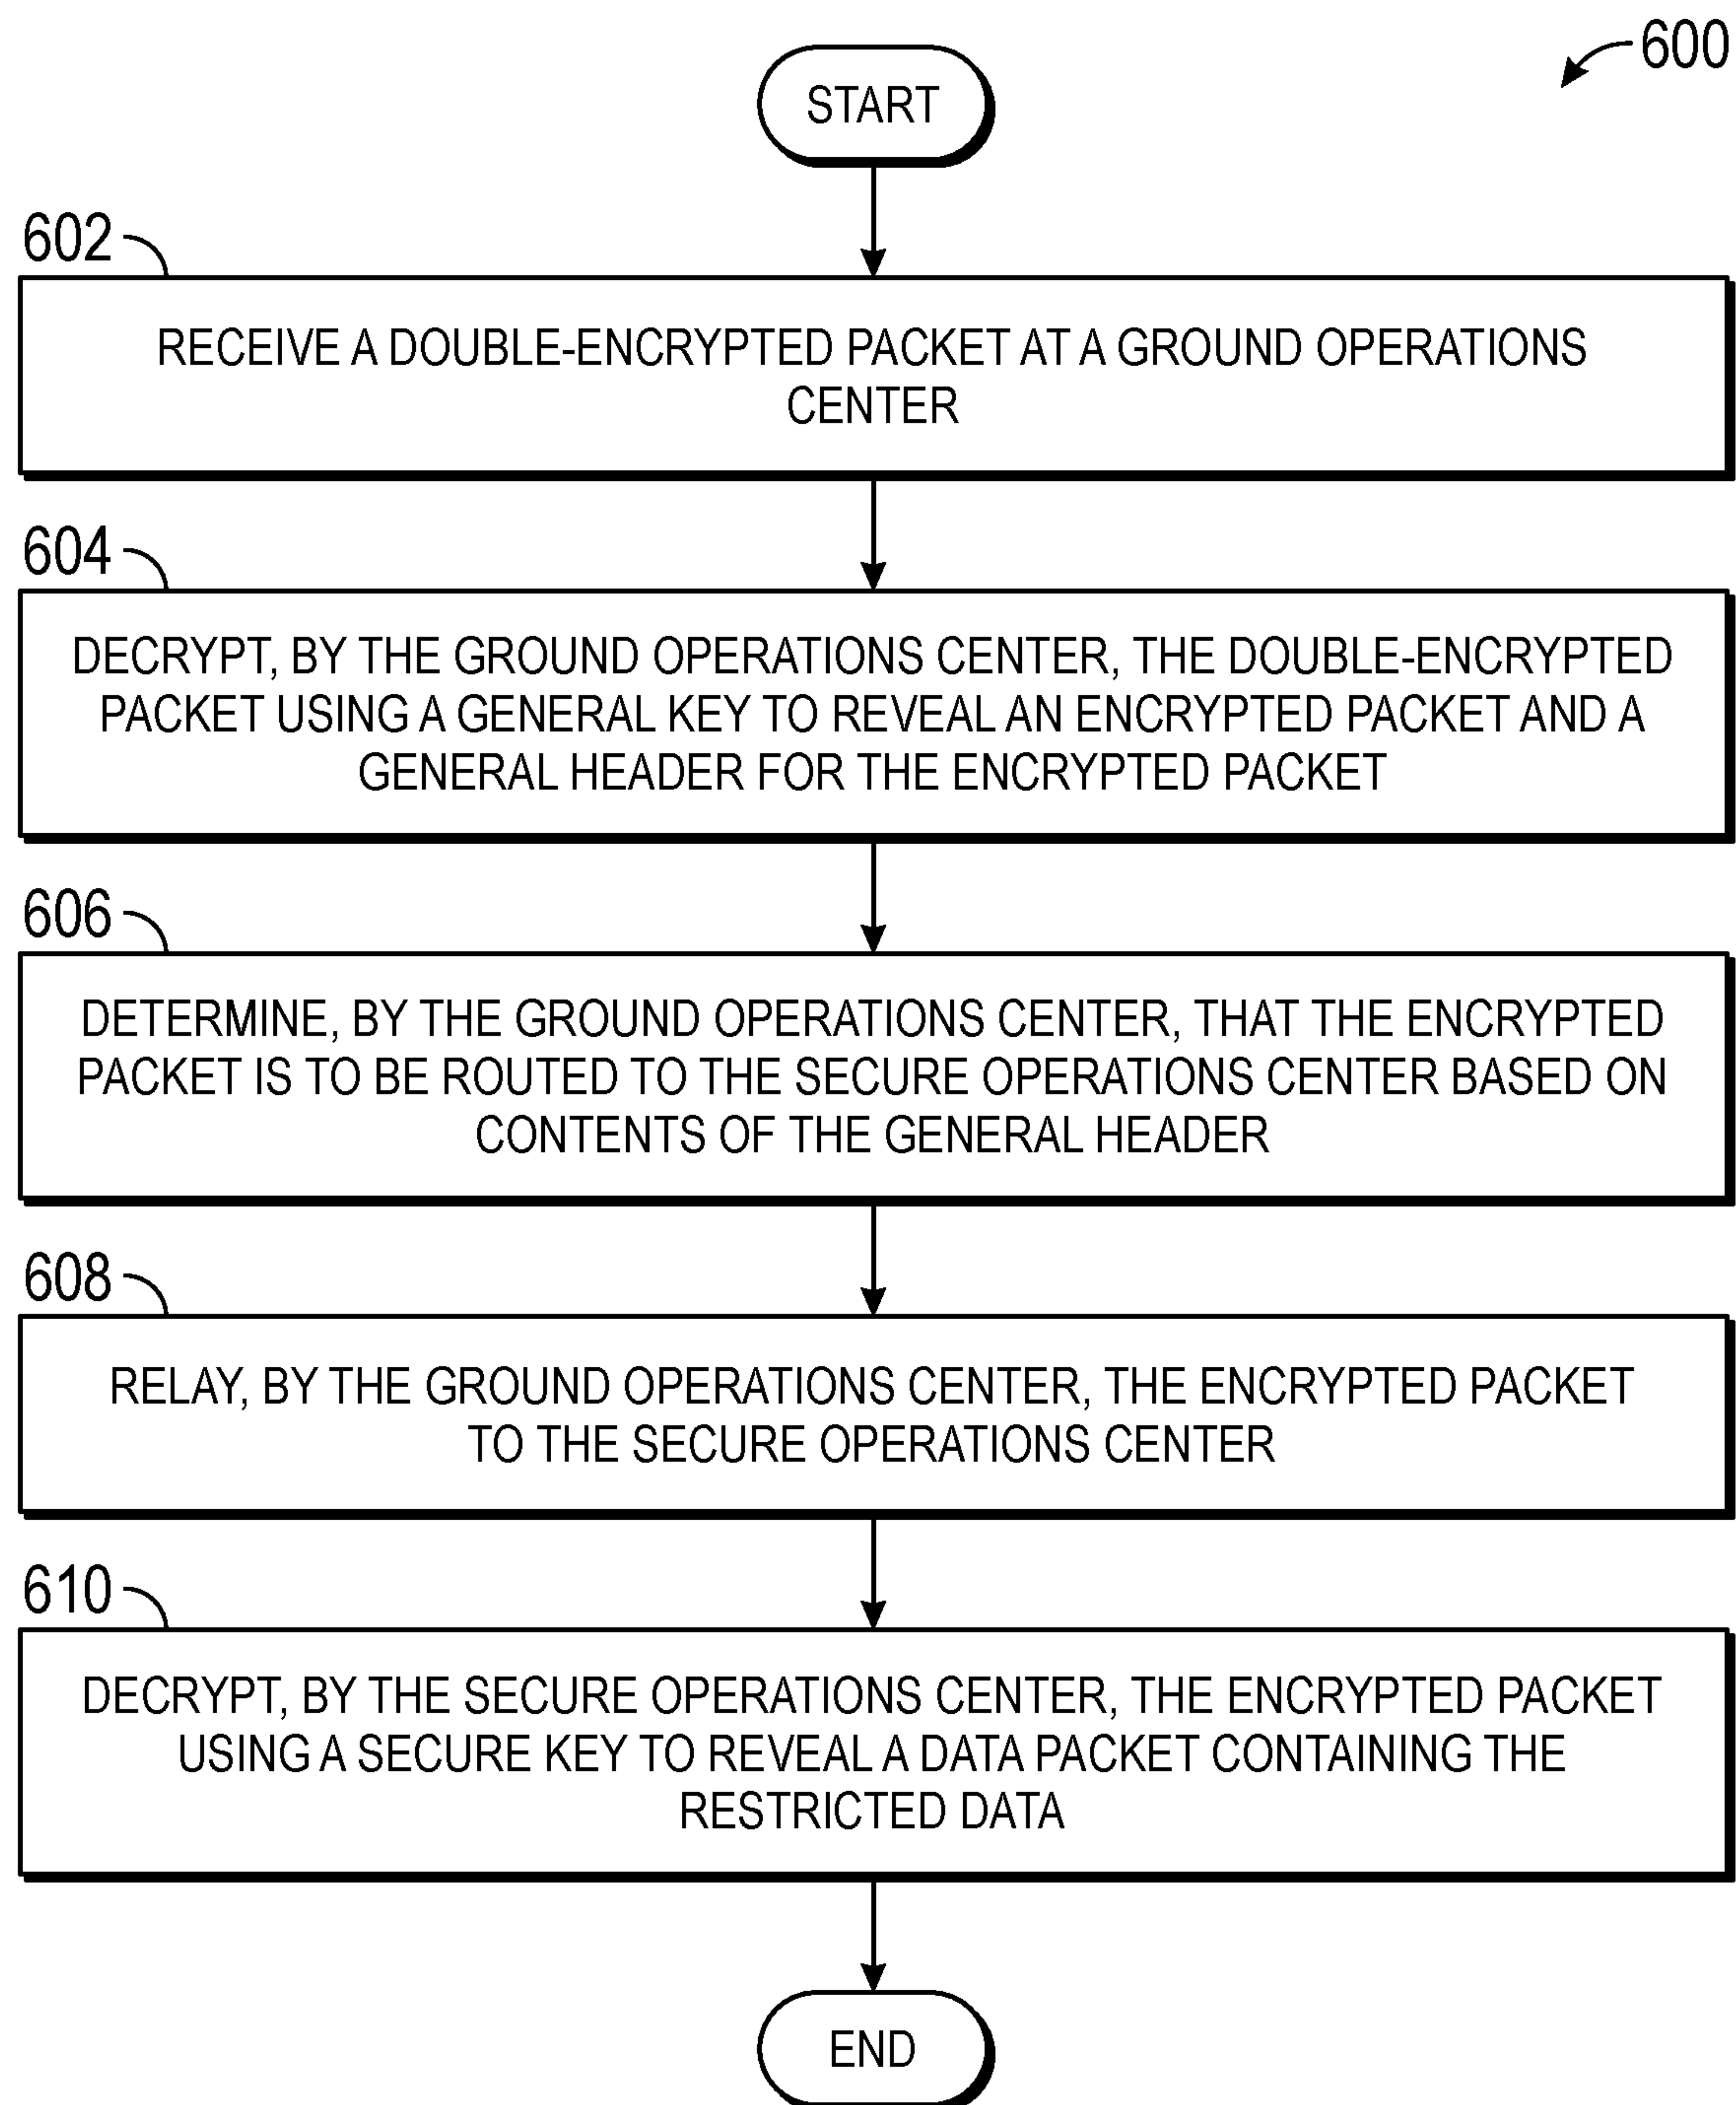 600
START
602
RECEIVE A DOUBLE-ENCRYPTED PACKET AT A GROUND OPERATIONS
CENTER
604
DECRYPT, BY THE GROUND OPERATIONS CENTER, THE DOUBLE-ENCRYPTED
PACKET USING A GENERAL KEY TO REVEAL AN ENCRYPTED PACKET AND A
GENERAL HEADER FOR THE ENCRYPTED PACKET
606
DETERMINE, BY THE GROUND OPERATIONS CENTER, THAT THE ENCRYPTED
PACKET IS TO BE ROUTED TO THE SECURE OPERATIONS CENTER BASED ON
CONTENTS OF THE GENERAL HEADER
608
RELAY, BY THE GROUND OPERATIONS CENTER, THE ENCRYPTED PACKET
TO THE SECURE OPERATIONS CENTER
610
DECRYPT, BY THE SECURE OPERATIONS CENTER, THE ENCRYPTED PACKET
USING A SECURE KEY TO REVEAL A DATA PACKET CONTAINING THE
RESTRICTED DATA
END